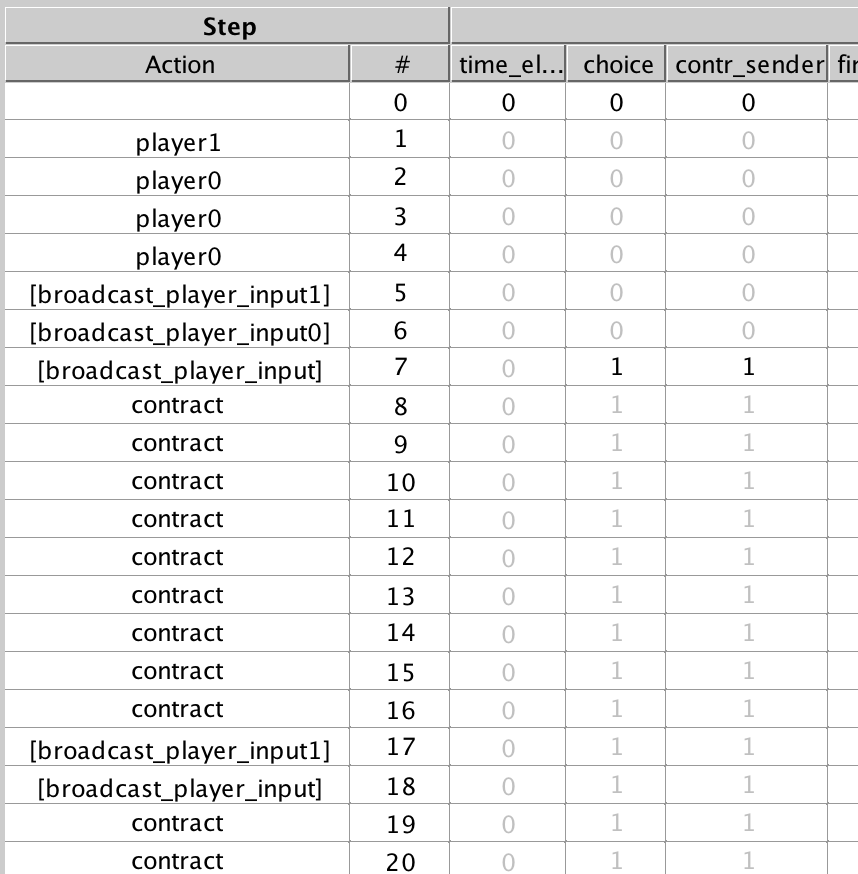 Step
Action # time_el... choice contr_sender fir
0 0 0 0
player1 1 0 0 0
player0 2 0 0 0
player0 3 0 0 0
player0 4 0 0 0
[broadcast_player_input1] 5 0 0 0
[broadcast_player_input0] 6 0 0 0
[broadcast_player_input] 7 0 1 1
contract 8 0 1 1
contract 9 0 1 1
contract 10 0 1 1
contract 11 0 1 1
contract 12 0 1 1
contract 13 0 1 1
contract 14 0 1 1
contract 15 0 1 1
contract 16 0 1 1
[broadcast_player_input1] 17 0 1 1
[broadcast_player_input] 18 0 1 1
contract 19 0 1 1
contract 20 0 1 1